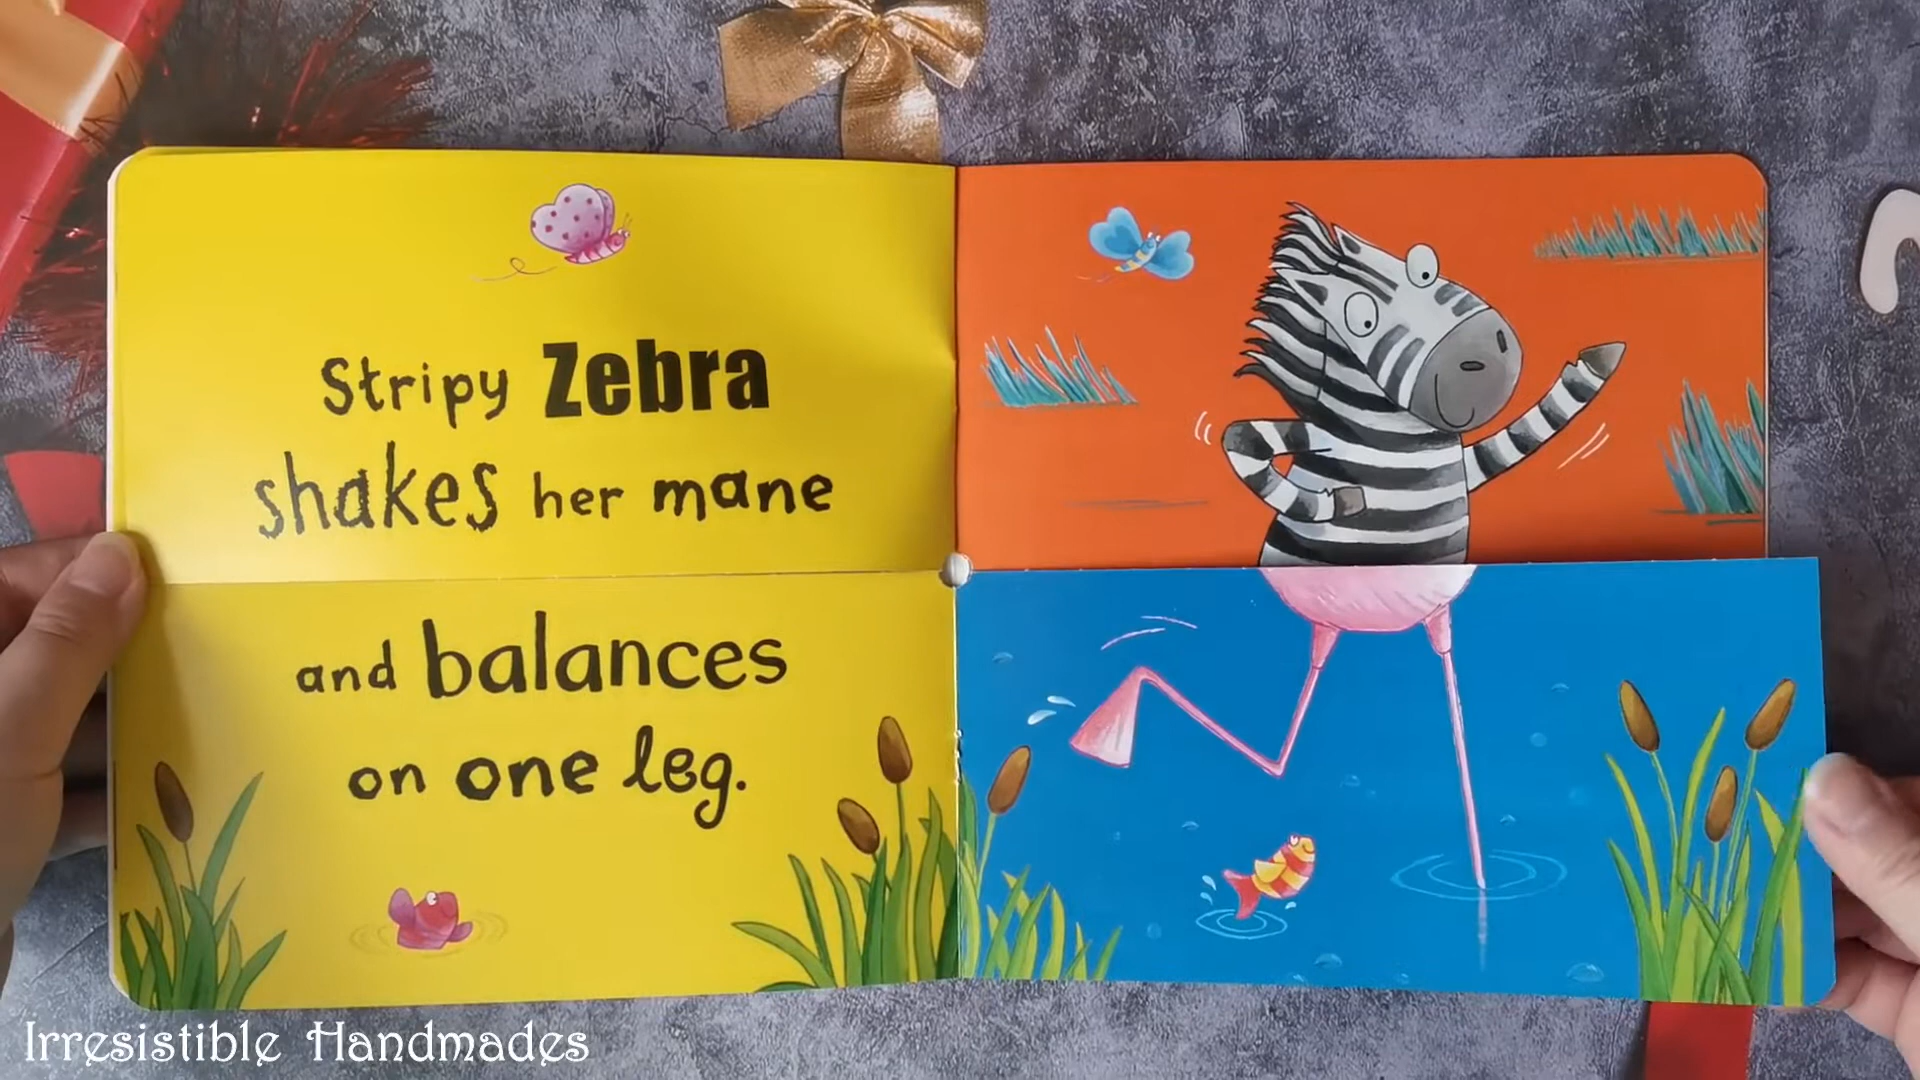 Stripy Zebra
shakes her mane
and balances
on one leg.
Irresistible Handmades